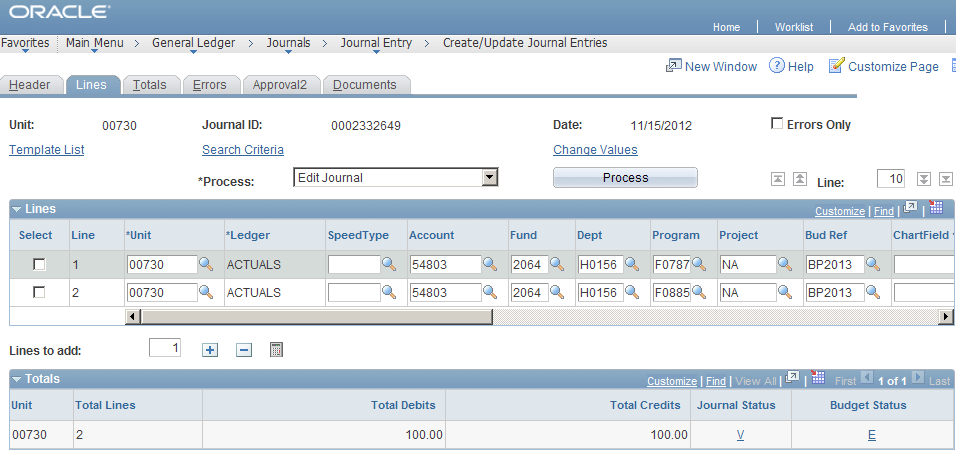 ORACLE
Home Worklist Add to Favorites
Favorites Main Menu > General Ledger > Journals > Journal Entry > Create/Update Journal Entries
New Window Help Customize Page
Header Lines Totals Errors Approval2 Documents
Unit: 00730 Journal ID: 0002332649 Date: 11/15/2012 Errors Only
Template List Search Criteria Change Values
*Process: Edit Journal Process Line: 10
Lines Customize | Find | |
Select Line *Unit *Ledger SpeedType Account Fund Dept Program Project Bud Ref ChartField
1 00730 ACTUALS 54803 2064 H0156 F0787 NA BP2013
2 00730 ACTUALS 54803 2064 H0156 F0885 NA BP2013
Lines to add: 1
Totals Customize | Find | View All | | First 1 of 1 Last
Unit Total Lines Total Debits Total Credits Journal Status Budget Status
00730 2 100.00 100.00 V E